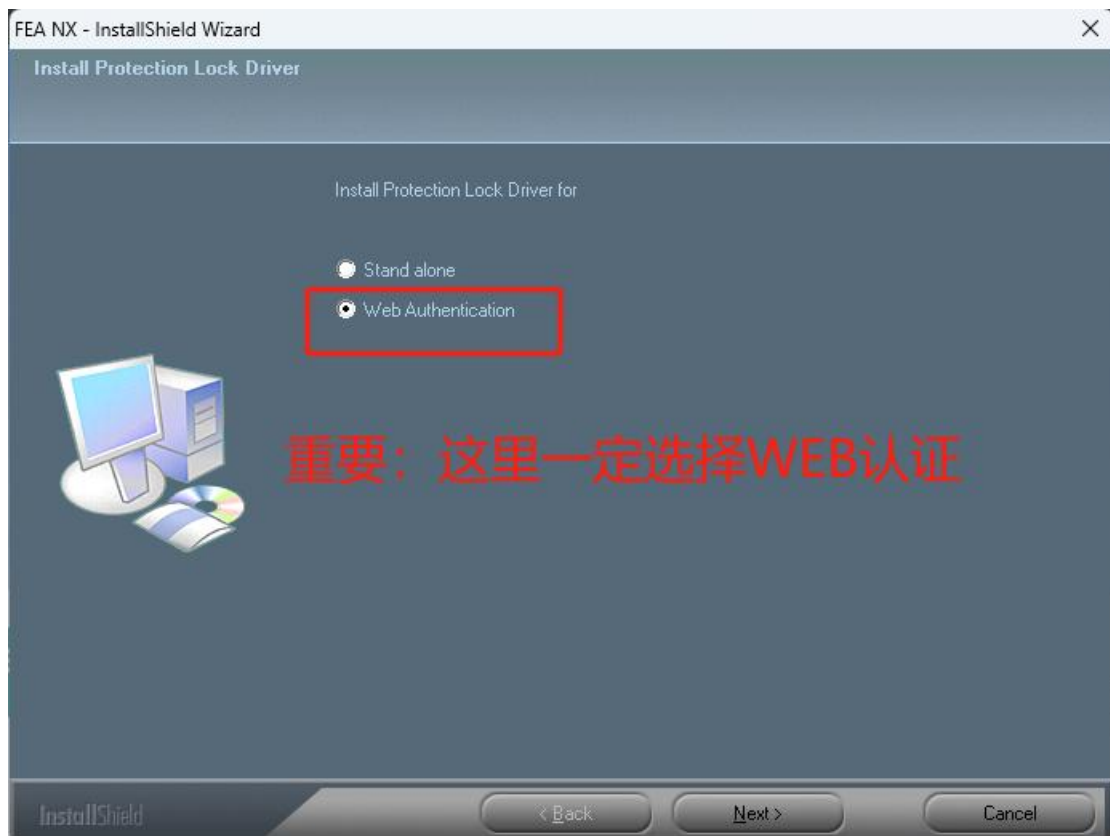 FEA NX - InstallShield Wizard
Install Protection Lock Driver
Install Protection Lock Driver for
Stand alone
Web Authentication
重要：这里一定选择WEB认证
InstallShield
< Back
Next >
Cancel